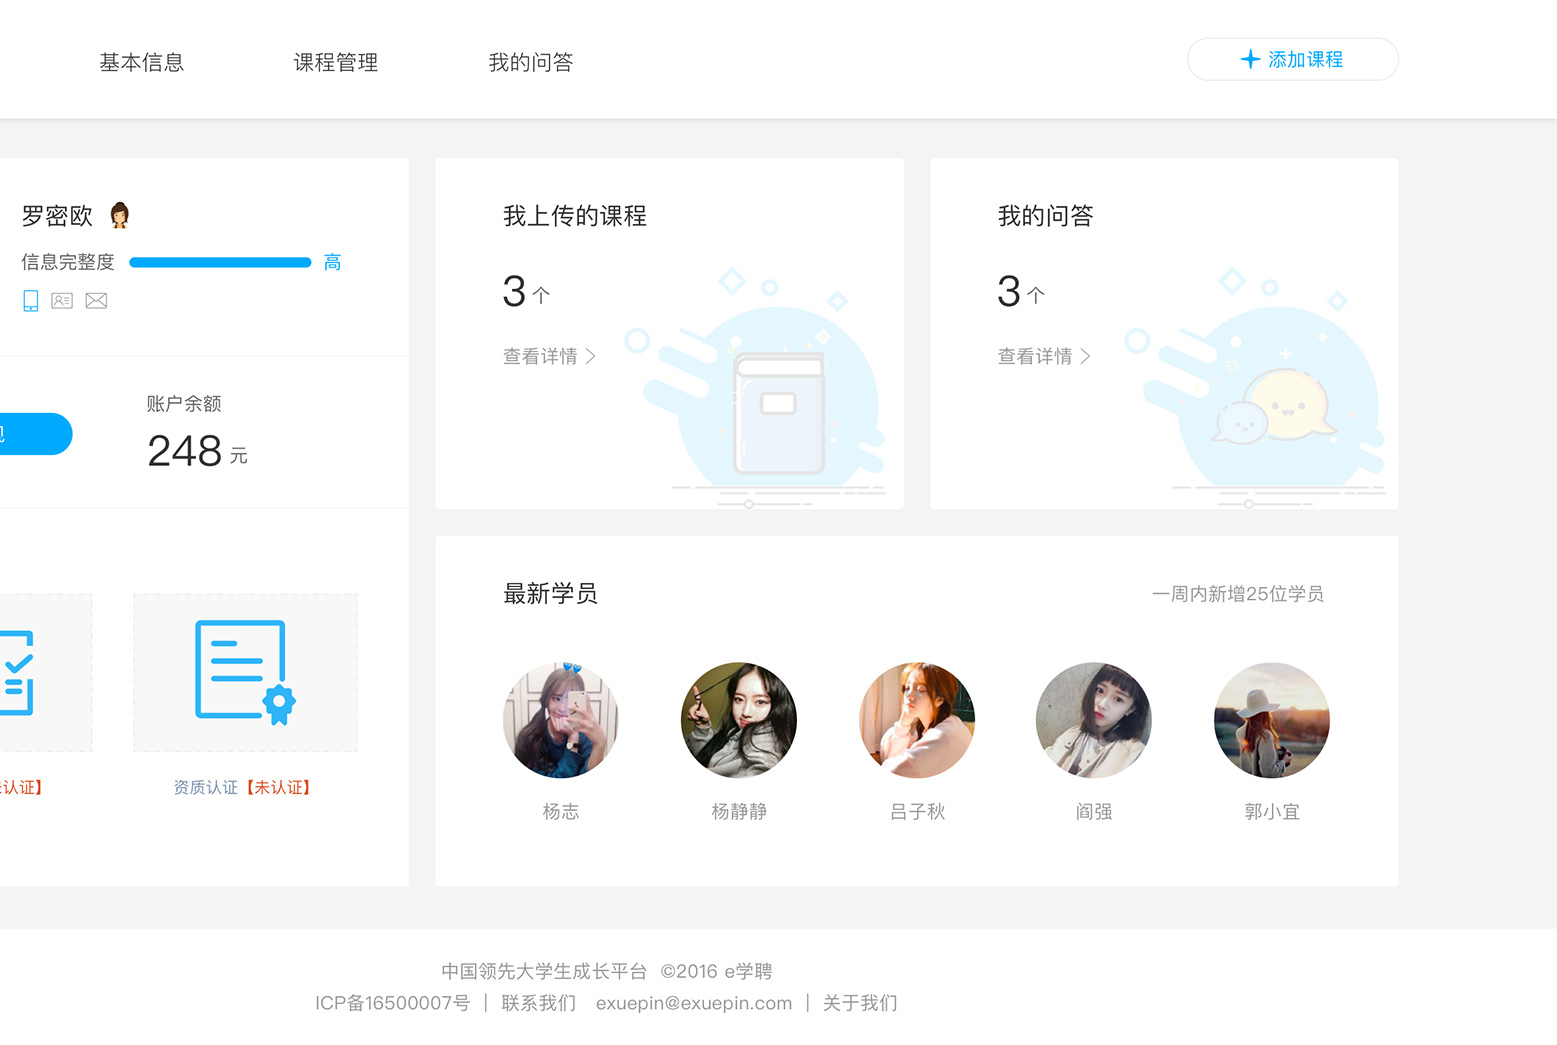 基本信息 课程管理 我的问答 添加课程
罗密欧
信息完整度 高
账户余额
248 元
资质认证【未认证】
我上传的课程
3 个
查看详情
我的问答
3 个
查看详情
最新学员 一周内新增25位学员
杨志 杨静静 吕子秋 阎强 郭小宜
中国领先大学生成长平台 ©2016 e学聘
ICP备16500007号 | 联系我们 exuepin@exuepin.com | 关于我们